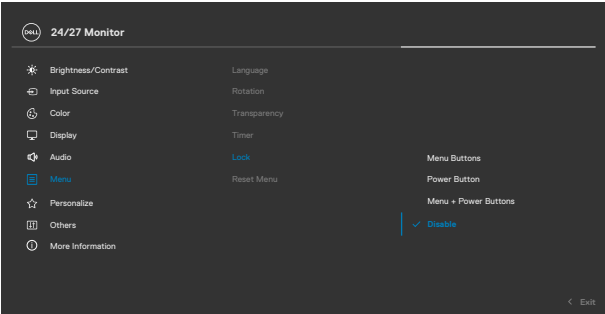 DELL 24/27 Monitor
Brightness/Contrast Language
Input Source Rotation
Color Transparency
Display Timer
Audio Lock Menu Buttons
Menu Reset Menu Power Button
Personalize Menu + Power Buttons
Others Disable
More Information
Exit